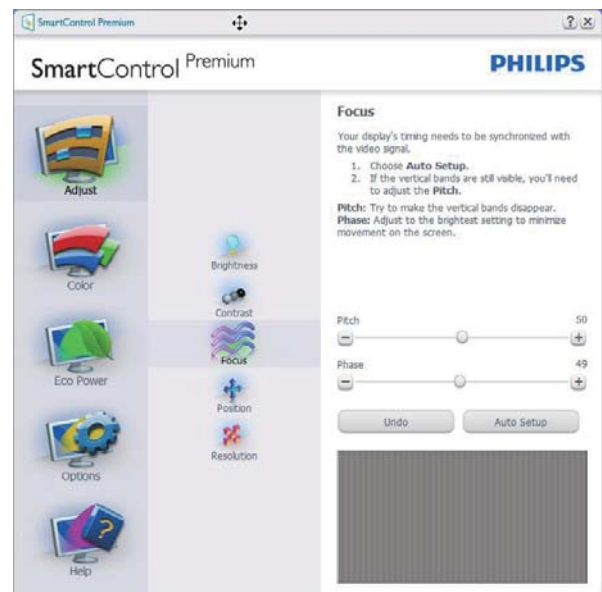 SmartControl Premium
? x
SmartControl Premium
PHILIPS
Adjust
Color
Eco Power
Options
Help
Brightness
Contrast
Focus
Position
Resolution
Focus
Your display's timing needs to be synchronized with
the video signal.
1. Choose Auto Setup.
2. If the vertical bands are still visible, you'll need
to adjust the Pitch.
Pitch: Try to make the vertical bands disappear.
Phase: Adjust to the brightest setting to minimize
movement on the screen.
Pitch 50
Phase 49
Undo Auto Setup